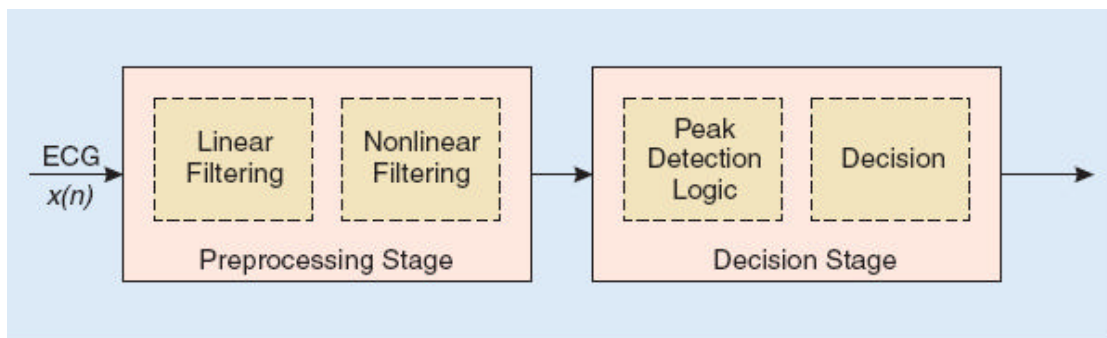 ECG
x(n)
Linear
Filtering
Nonlinear
Filtering
Preprocessing Stage
Peak
Detection
Logic
Decision
Decision Stage